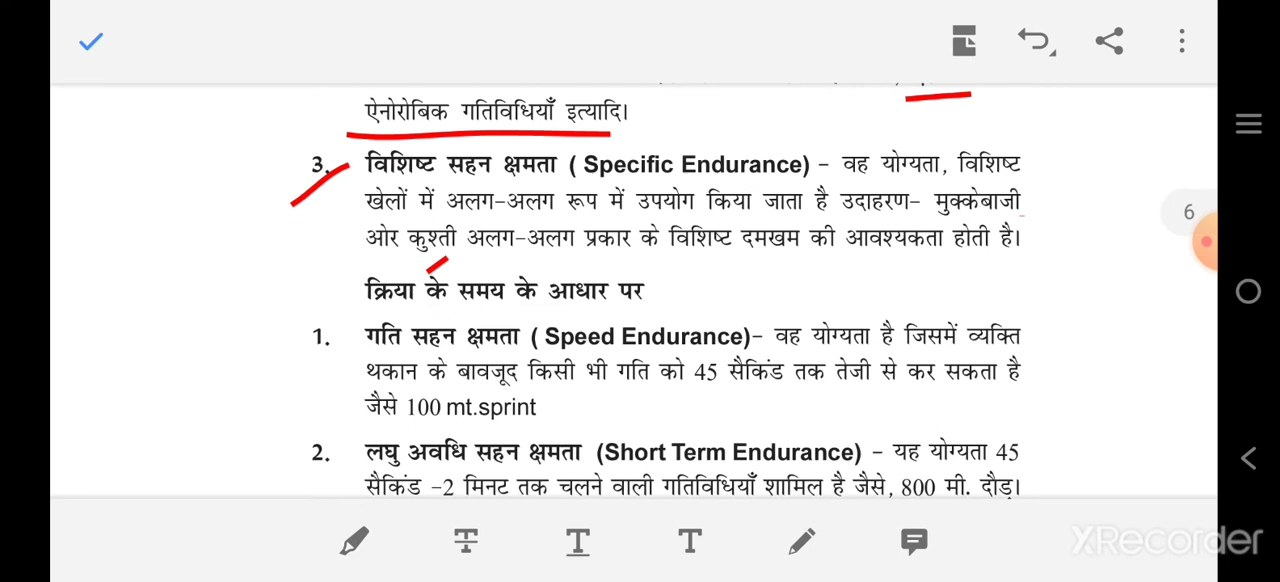 ऐनोरोबिक गतिविधियाँ इत्यादि।
3. विशिष्ट सहन क्षमता ( Specific Endurance) - वह योग्यता, विशिष्ट
खेलों में अलग-अलग रूप में उपयोग किया जाता है उदाहरण- मुक्केबाजी
ओर कुश्ती अलग-अलग प्रकार के विशिष्ट दमखम की आवश्यकता होती है।
6
क्रिया के समय के आधार पर
1. गति सहन क्षमता ( Speed Endurance)- वह योग्यता है जिसमें व्यक्ति
थकान के बावजूद किसी भी गति को 45 सैकिंड तक तेजी से कर सकता है
जैसे 100 mt.sprint
2. लघु अवधि सहन क्षमता (Short Term Endurance) - यह योग्यता 45
सैकिंड -2 मिनट तक चलने वाली गतिविधियाँ शामिल है जैसे, 800 मी. दौड़।
T T T
XRecorder